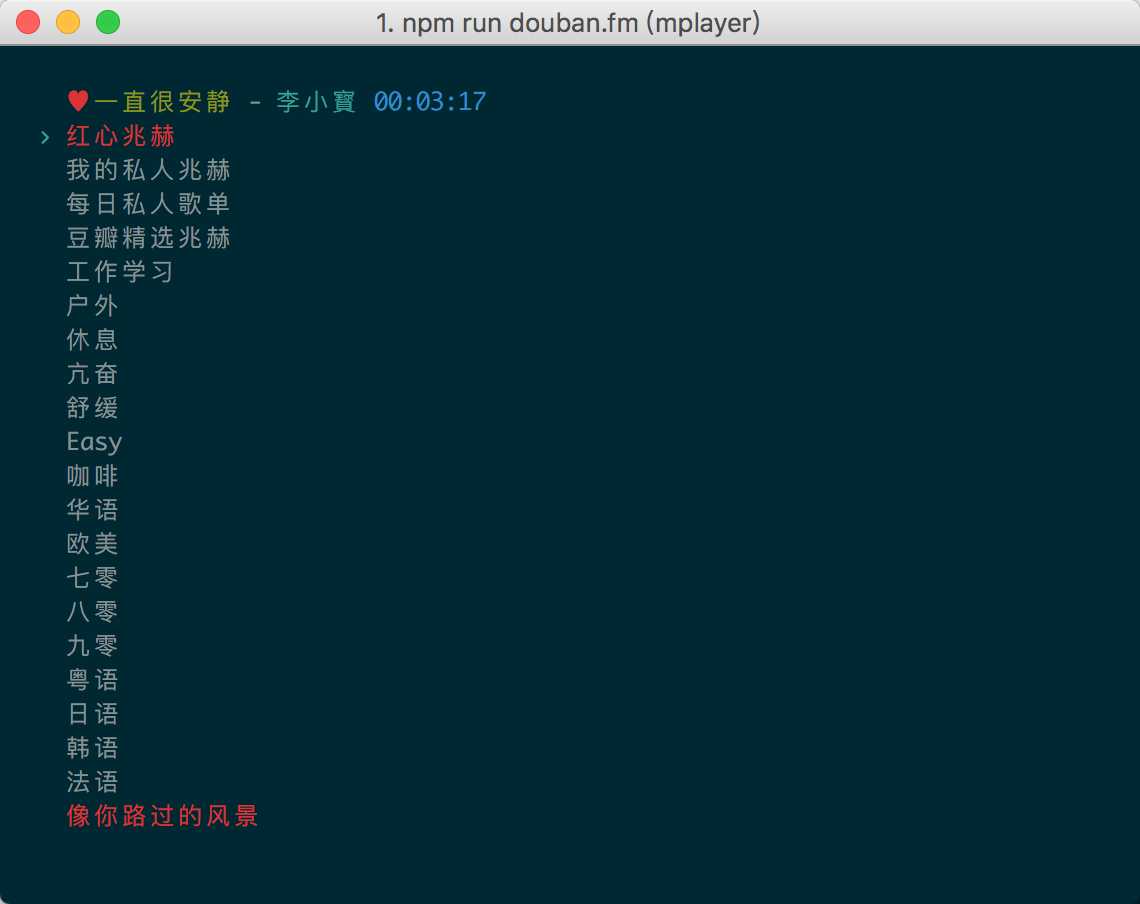 1. npm run douban.fm (mplayer)
♥一直很安静 - 李小寳 00:03:17
› 红心兆赫
我的私人兆赫
每日私人歌单
豆瓣精选兆赫
工作学习
户外
休息
亢奋
舒缓
Easy
咖啡
华语
欧美
七零
八零
九零
粤语
日语
韩语
法语
像你路过的风景